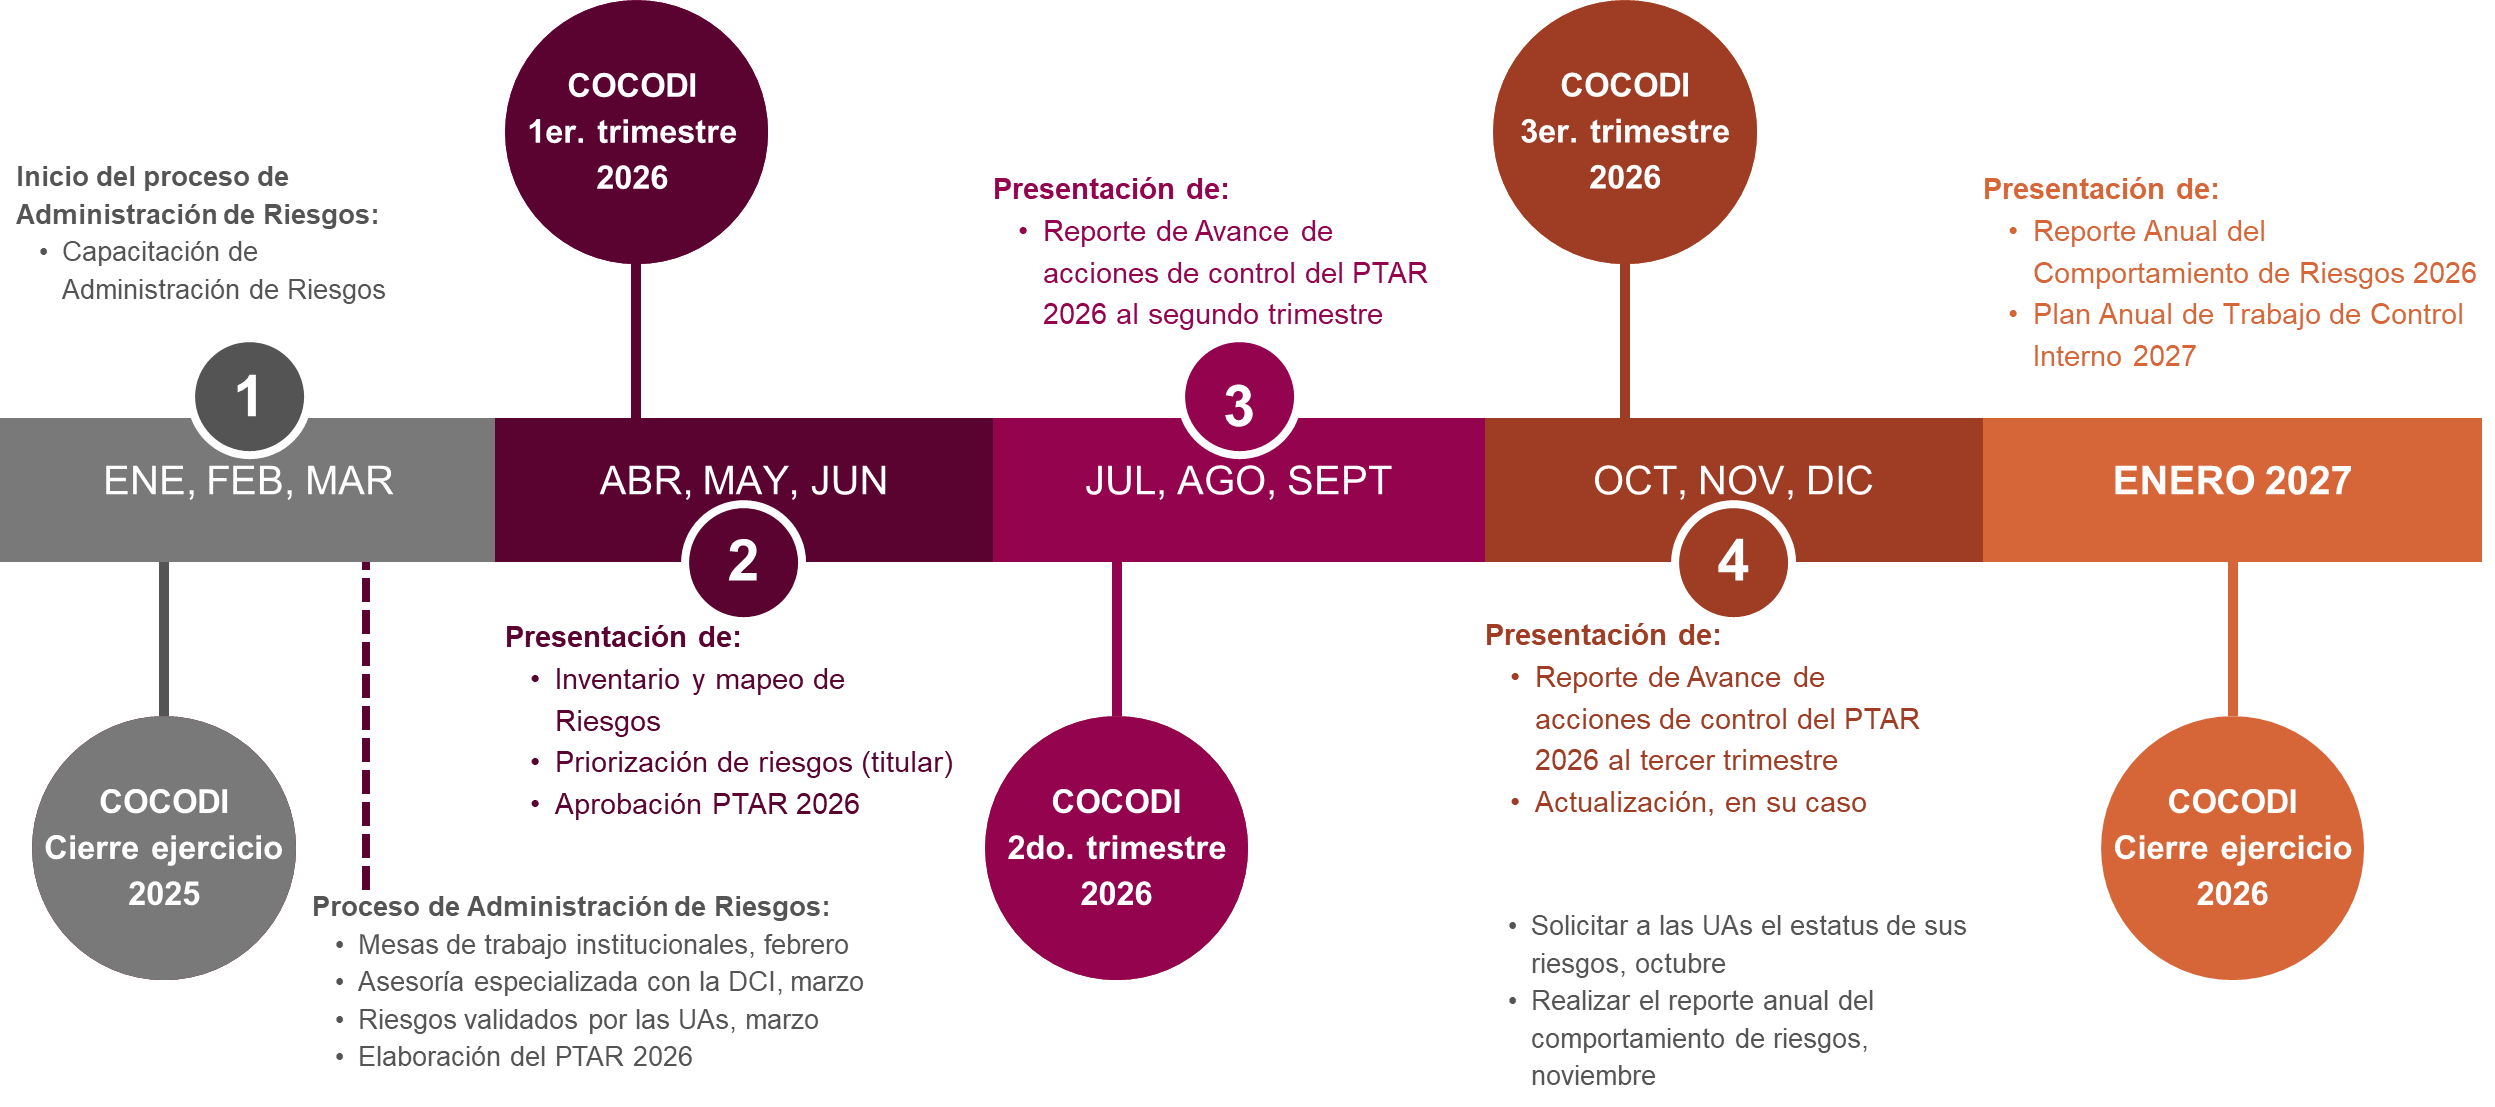 COCODI
1er. trimestre
2026
COCODI
3er. trimestre
2026
Inicio del proceso de
Administración de Riesgos:
• Capacitación de
Administración de Riesgos
Presentación de:
• Reporte de Avance de
acciones de control del PTAR
2026 al segundo trimestre
Presentación de:
• Reporte Anual del
Comportamiento de Riesgos 2026
• Plan Anual de Trabajo de Control
Interno 2027
1
3
ENE, FEB, MAR
ABR, MAY, JUN
JUL, AGO, SEPT
OCT, NOV, DIC
ENERO 2027
2
4
Presentación de:
• Inventario y mapeo de
Riesgos
• Priorización de riesgos (titular)
• Aprobación PTAR 2026
Presentación de:
• Reporte de Avance de
acciones de control del PTAR
2026 al tercer trimestre
• Actualización, en su caso
COCODI
Cierre ejercicio
2025
COCODI
2do. trimestre
2026
COCODI
Cierre ejercicio
2026
Proceso de Administración de Riesgos:
• Mesas de trabajo institucionales, febrero
• Asesoría especializada con la DCI, marzo
• Riesgos validados por las UAs, marzo
• Elaboración del PTAR 2026
• Solicitar a las UAs el estatus de sus
riesgos, octubre
• Realizar el reporte anual del
comportamiento de riesgos,
noviembre